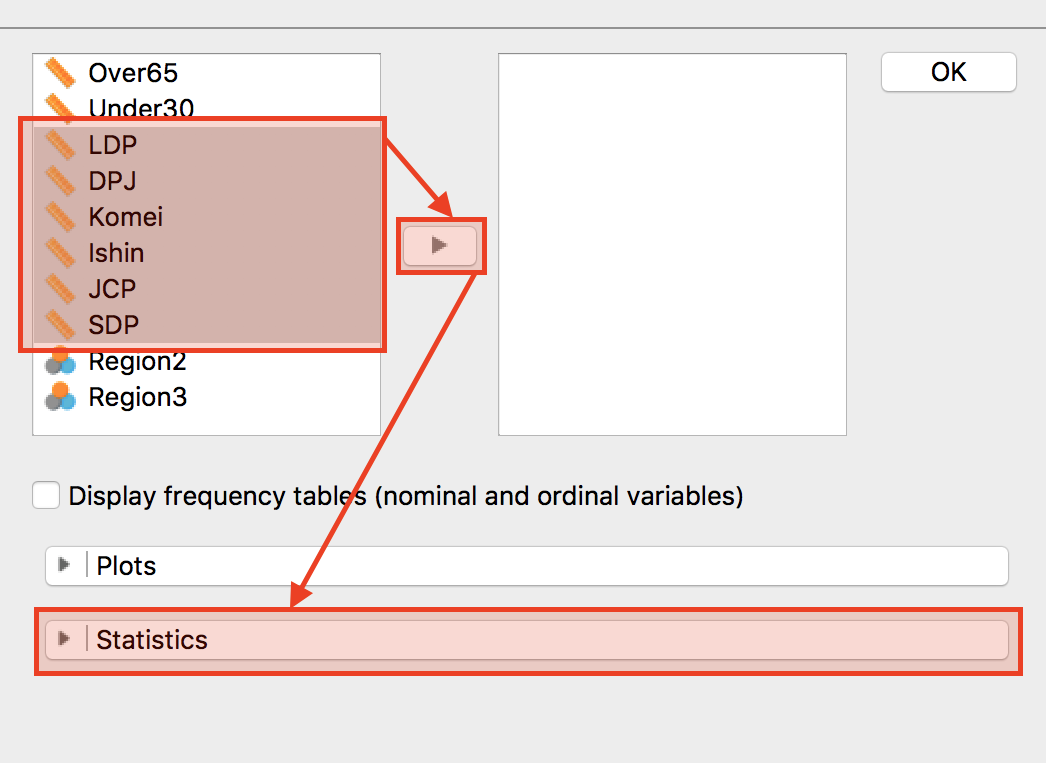 Over65
Under30
LDP
DPJ
Komei
Ishin
JCP
SDP
Region2
Region3
OK
Display frequency tables (nominal and ordinal variables)
Plots
Statistics